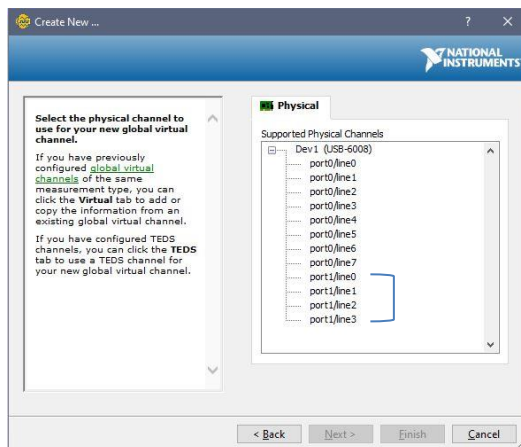 Create New ...
NATIONAL
INSTRUMENTS
Select the physical channel to
use for your new global virtual
channel.
If you have previously
configured global virtual
channels of the same
measurement type, you can
click the Virtual tab to add or
copy the information from an
existing global virtual channel.
If you have configured TEDS
channels, you can click the TEDS
tab to use a TEDS channel for
your new global virtual channel.
Physical
Supported Physical Channels
Dev1 (USB-6008)
port0/line0
port0/line1
port0/line2
port0/line3
port0/line4
port0/line5
port0/line6
port0/line7
port1/line0
port1/line1
port1/line2
port1/line3
< Back
Next >
Finish
Cancel